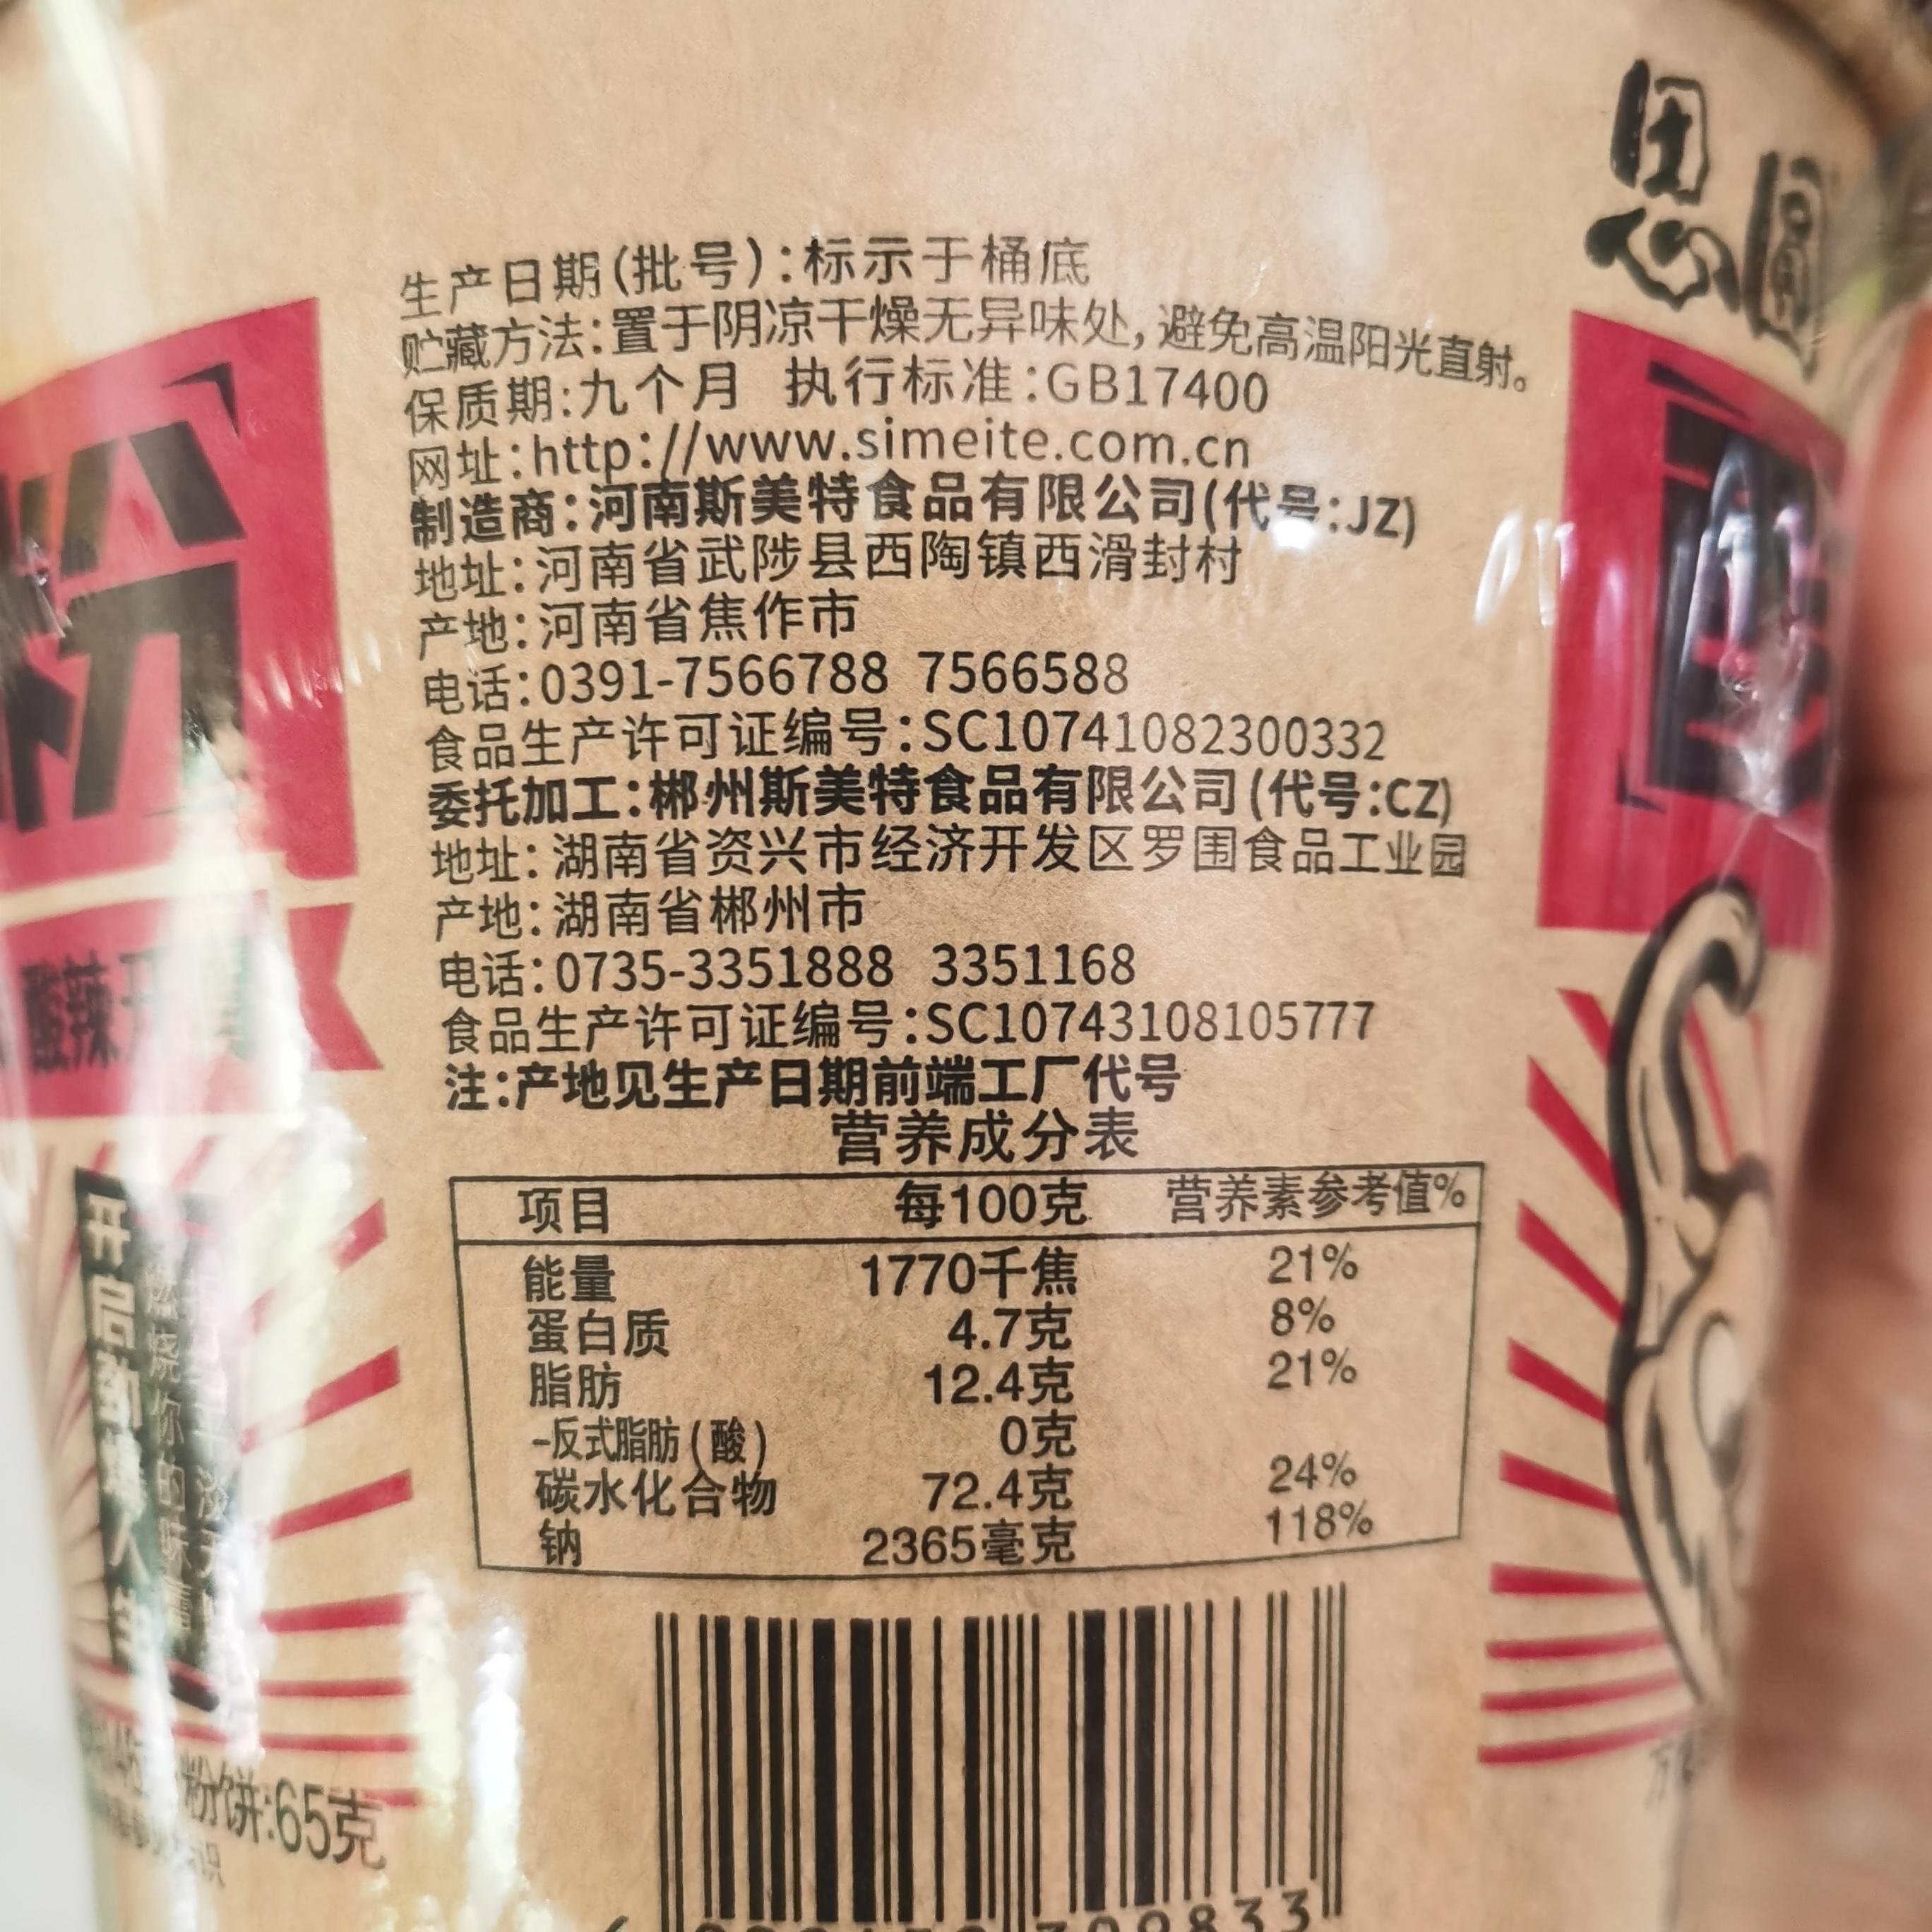 思圆
生产日期(批号):标示于桶底
贮藏方法:置于阴凉干燥无异味处,避免高温阳光直射。
保质期:九个月 执行标准:GB17400
网址:http://www.simeite.com.cn
制造商:河南斯美特食品有限公司(代号:JZ)
地址:河南省武陟县西陶镇西滑封村
产地:河南省焦作市
电话:0391-7566788 7566588
食品生产许可证编号:SC10741082300332
委托加工:郴州斯美特食品有限公司(代号:CZ)
地址:湖南省资兴市经济开发区罗围食品工业园
产地:湖南省郴州市
电话:0735-3351888 3351168
食品生产许可证编号:SC10743108105777
注:产地见生产日期前端工厂代号
营养成分表
项目 每100克 营养素参考值%
能量 1770千焦 21%
蛋白质 4.7克 8%
脂肪 12.4克 21%
-反式脂肪(酸) 0克
碳水化合物 72.4克 24%
钠 2365毫克 118%
粉
酸辣开
燃烧你的味蕾
粉饼:65克